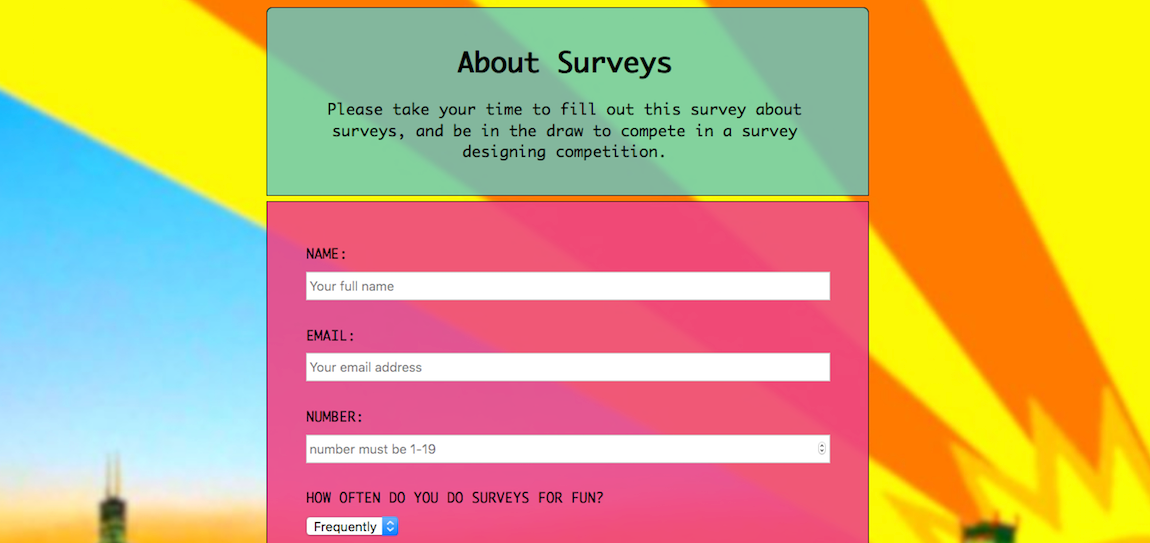 About Surveys
Please take your time to fill out this survey about
surveys, and be in the draw to compete in a survey
designing competition.
NAME:
Your full name
EMAIL:
Your email address
NUMBER:
number must be 1-19
HOW OFTEN DO YOU DO SURVEYS FOR FUN?
Frequently